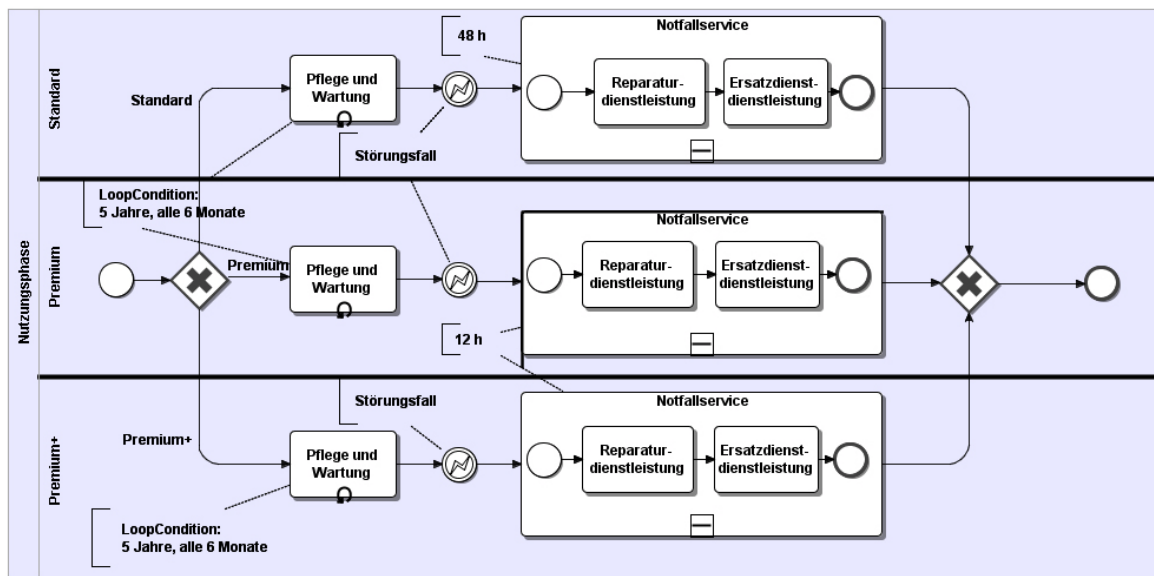 Nutzungsphase
Standard
Standard
Pflege und
Wartung
48 h
Störungsfall
Notfallservice
Reparatur-
dienstleistung
Ersatzdienst-
dienstleistung
Premium
LoopCondition:
5 Jahre, alle 6 Monate
Premium
Pflege und
Wartung
12 h
Notfallservice
Reparatur-
dienstleistung
Ersatzdienst-
dienstleistung
Premium+
Premium+
Pflege und
Wartung
Störungsfall
LoopCondition:
5 Jahre, alle 6 Monate
Notfallservice
Reparatur-
dienstleistung
Ersatzdienst-
dienstleistung